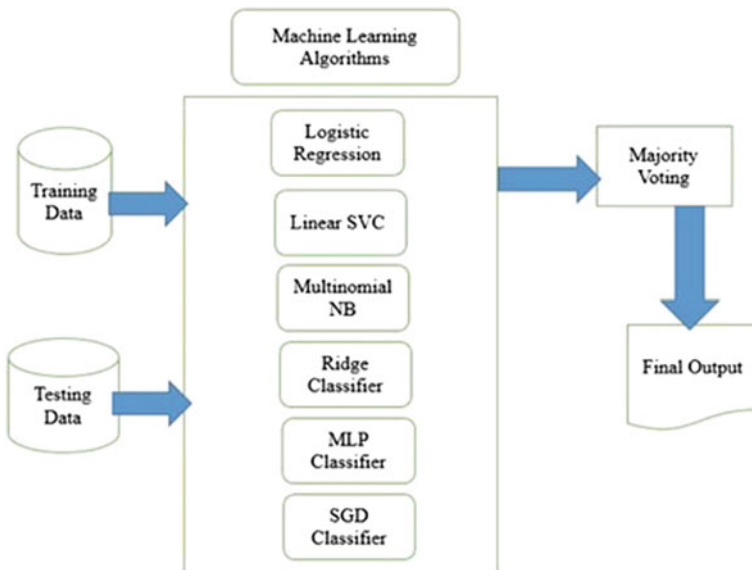 Machine Learning
Algorithms
Training
Data
Testing
Data
Logistic
Regression
Linear SVC
Multinomial
NB
Ridge
Classifier
MLP
Classifier
SGD
Classifier
Majority
Voting
Final Output